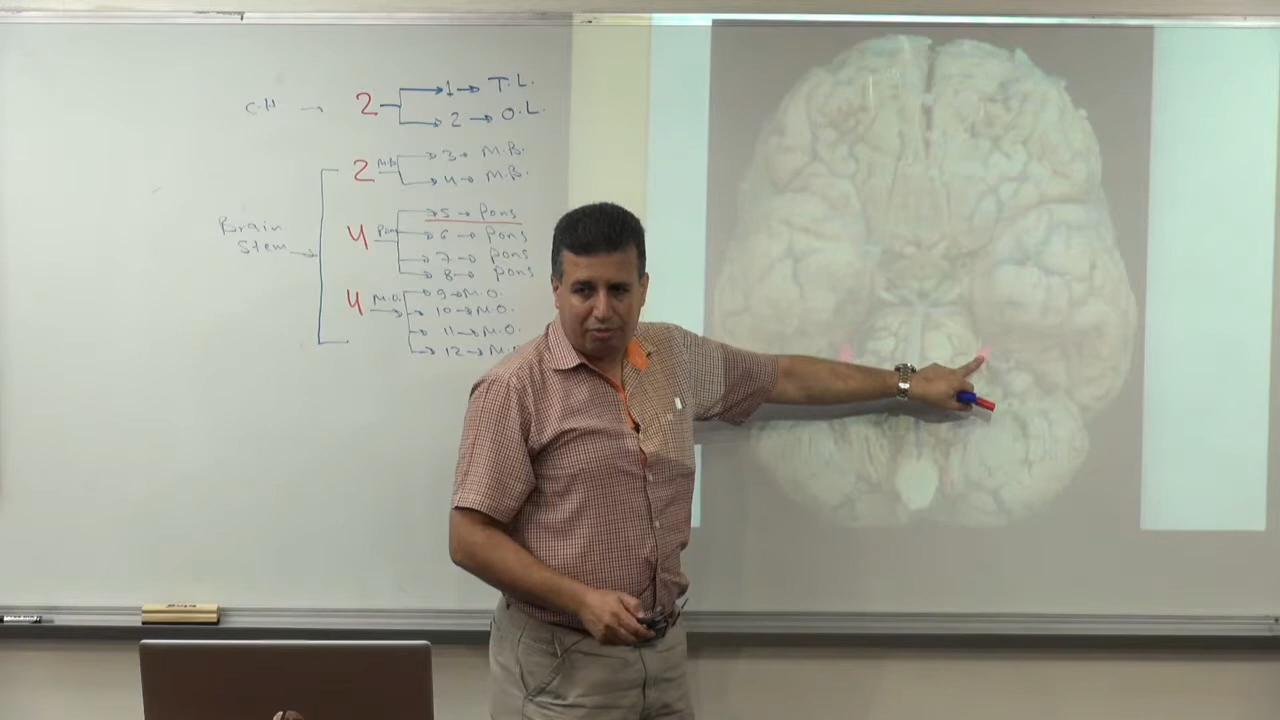 C.H → 2 → 1 → T.L.
→ 2 → O.L.
2 M.B. → 3 → M.B.
→ 4 → M.B.
Brain Stem → 4 Pons → 5 → Pons
→ 6 → Pons
→ 7 → Pons
→ 8 → Pons
4 M.O. → 9 → M.O.
→ 10 → M.O.
→ 11 → M.O.
→ 12 → M.